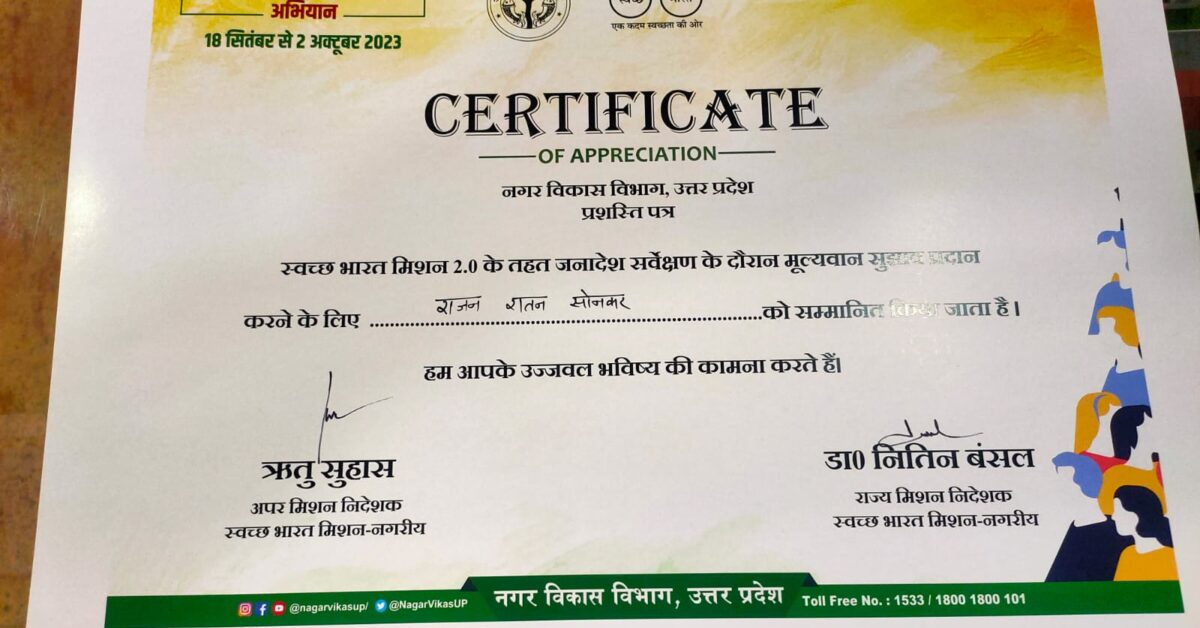 अभियान
18 सितंबर से 2 अक्टूबर 2023
एक कदम स्वच्छता की ओर
CERTIFICATE
OF APPRECIATION
नगर विकास विभाग, उत्तर प्रदेश
प्रशस्ति पत्र
स्वच्छ भारत मिशन 2.0 के तहत जनादेश सर्वेक्षण के दौरान मूल्यवान सुझाव प्रदान
करने के लिए राजन रातन सोनकर को सम्मानित किया जाता है।
हम आपके उज्जवल भविष्य की कामना करते हैं।
ऋतु सुहास
अपर मिशन निदेशक
स्वच्छ भारत मिशन-नगरीय
डा0 नितिन बंसल
राज्य मिशन निदेशक
स्वच्छ भारत मिशन-नगरीय
@nagarvikasup/ @NagarVikasUP नगर विकास विभाग, उत्तर प्रदेश Toll Free No. : 1533 / 1800 1800 101